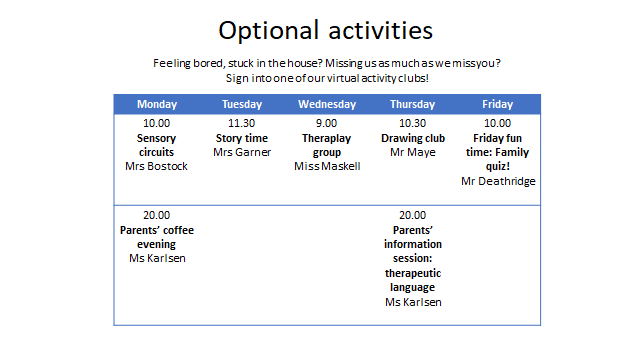 Optional activities
Feeling bored, stuck in the house? Missing us as much as we miss you?
Sign into one of our virtual activity clubs!
Monday Tuesday Wednesday Thursday Friday
10.00
Sensory
circuits
Mrs Bostock
11.30
Story time
Mrs Garner
9.00
Theraplay
group
Miss Maskell
10.30
Drawing club
Mr Maye
10.00
Friday fun
time: Family
quiz!
Mr Deathridge
20.00
Parents' coffee
evening
Ms Karlsen
20.00
Parents'
information
session:
therapeutic
language
Ms Karlsen